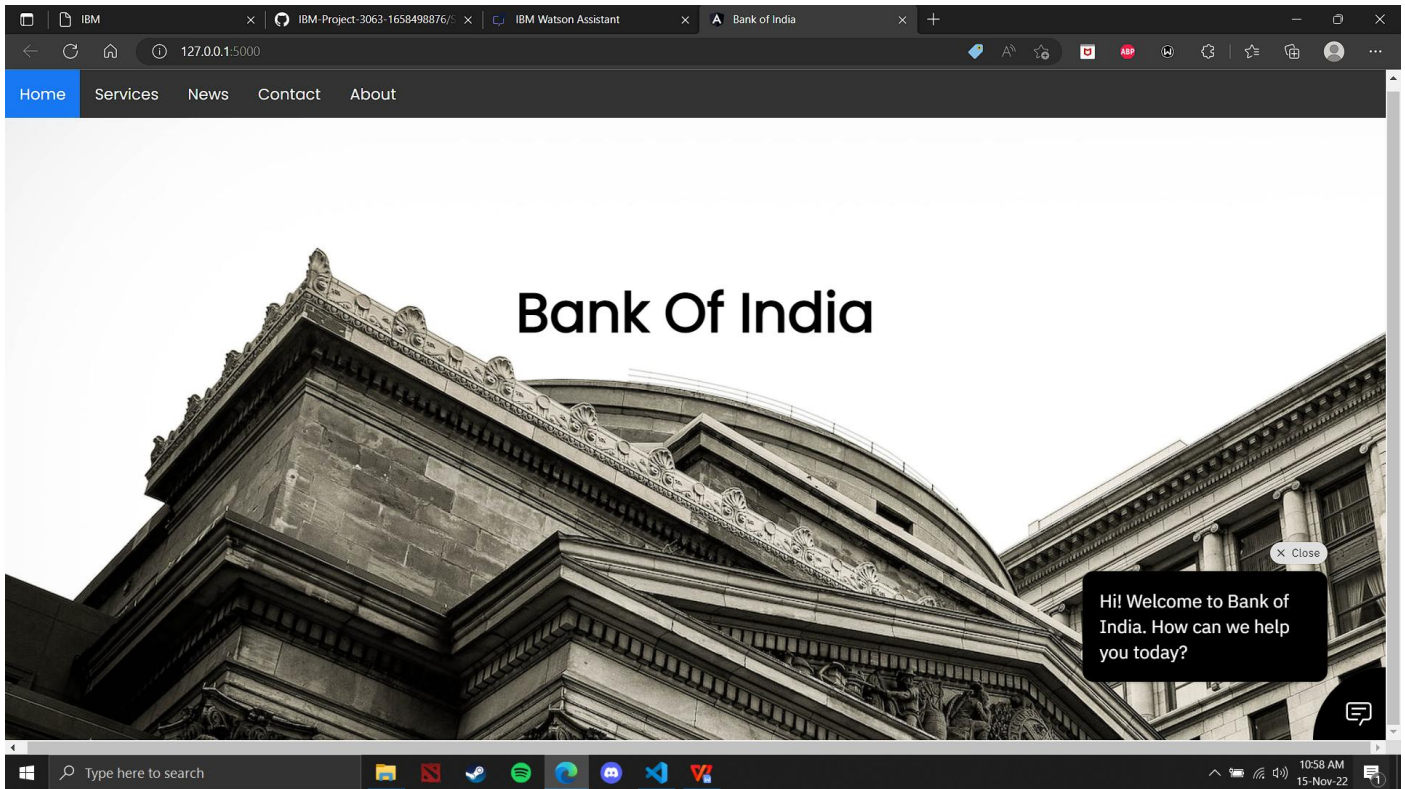 IBM
IBM-Project-3063-1658498876/S
IBM Watson Assistant
Bank of India
127.0.0.1:5000
ABP
Home
Services
News
Contact
About
Bank Of India
Close
Hi! Welcome to Bank of
India. How can we help
you today?
Type here to search
10:58 AM
15-Nov-22
1